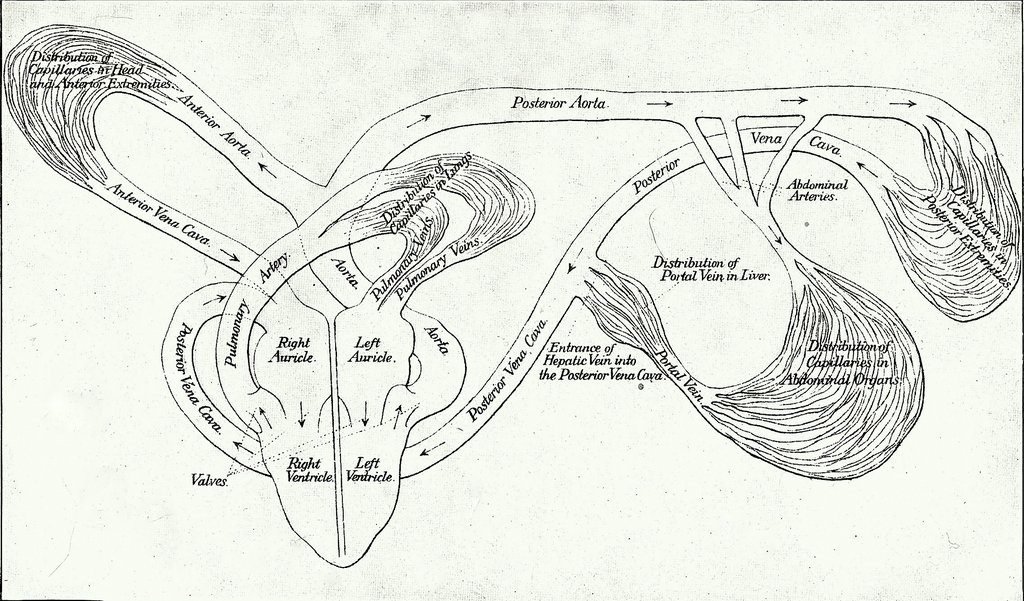 Distribution of
Capillaries in Head
and Anterior Extremities.
Anterior Aorta.
Anterior Vena Cava.
Posterior Aorta.
Vena
Cava.
Posterior
Abdominal
Arteries.
Distribution of
Capillaries in
Posterior Extremities
Distribution of
Capillaries in Lungs
Pulmonary Veins.
Pulmonary Veins.
Artery.
Pulmonary
Aorta.
Aorta.
Distribution of
Portal Vein in Liver.
Right
Auricle.
Left
Auricle.
Posterior Vena Cava.
Posterior Vena Cava.
Entrance of
Hepatic Vein into
the Posterior Vena Cava.
Portal Vein.
Distribution of
Capillaries in
Abdominal Organs.
Right
Ventricle.
Left
Ventricle.
Valves.